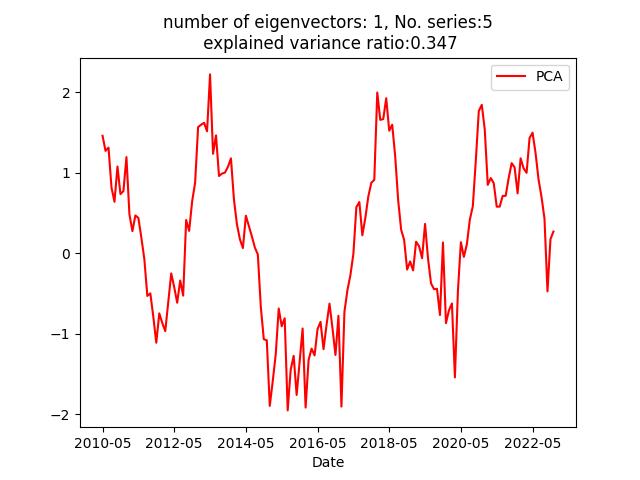 number of eigenvectors: 1, No. series:5
explained variance ratio:0.347
PCA
2
1
0
−1
−2
2010-05 2012-05 2014-05 2016-05 2018-05 2020-05 2022-05
Date